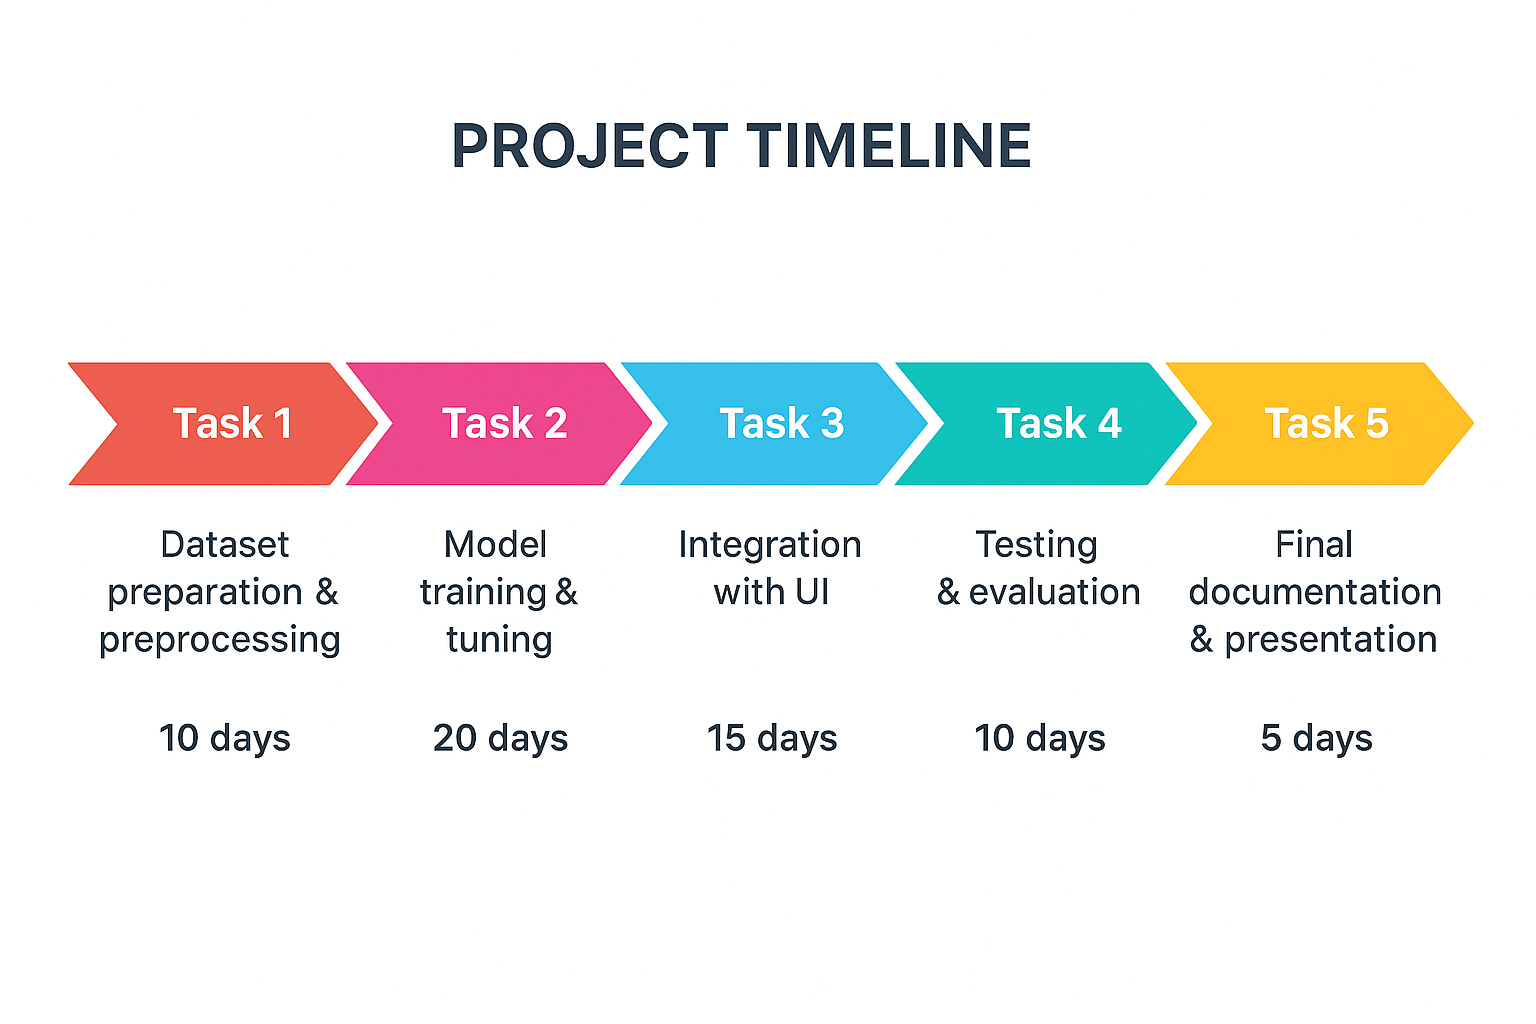 PROJECT TIMELINE
Task 1
Task 2
Task 3
Task 4
Task 5
Dataset
preparation &
preprocessing
Model
training &
tuning
Integration
with UI
Testing
& evaluation
Final
documentation
& presentation
10 days
20 days
15 days
10 days
5 days